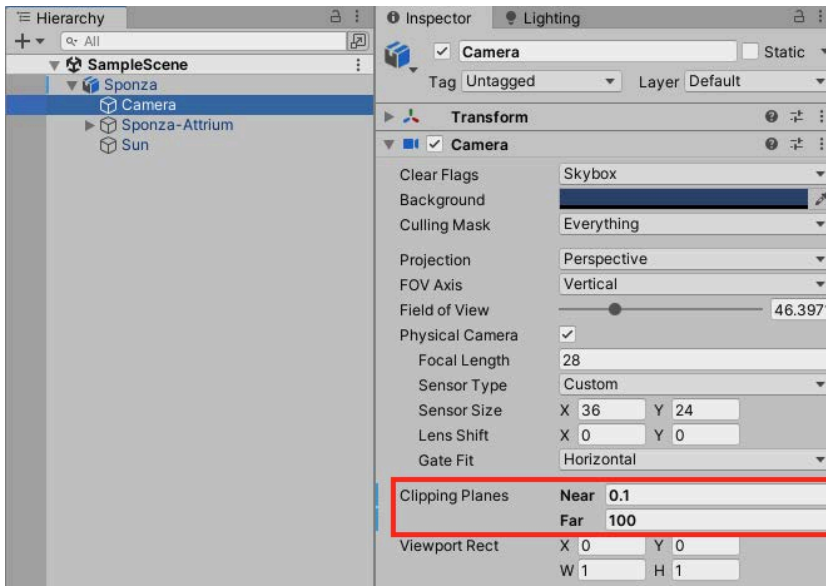 Hierarchy
All
SampleScene
Sponza
Camera
Sponza-Attrium
Sun
Inspector Lighting
Camera Static
Tag Untagged Layer Default
Transform
Camera
Clear Flags Skybox
Background
Culling Mask Everything
Projection Perspective
FOV Axis Vertical
Field of View 46.397
Physical Camera
Focal Length 28
Sensor Type Custom
Sensor Size X 36 Y 24
Lens Shift X 0 Y 0
Gate Fit Horizontal
Clipping Planes Near 0.1
Far 100
Viewport Rect X 0 Y 0
W 1 H 1